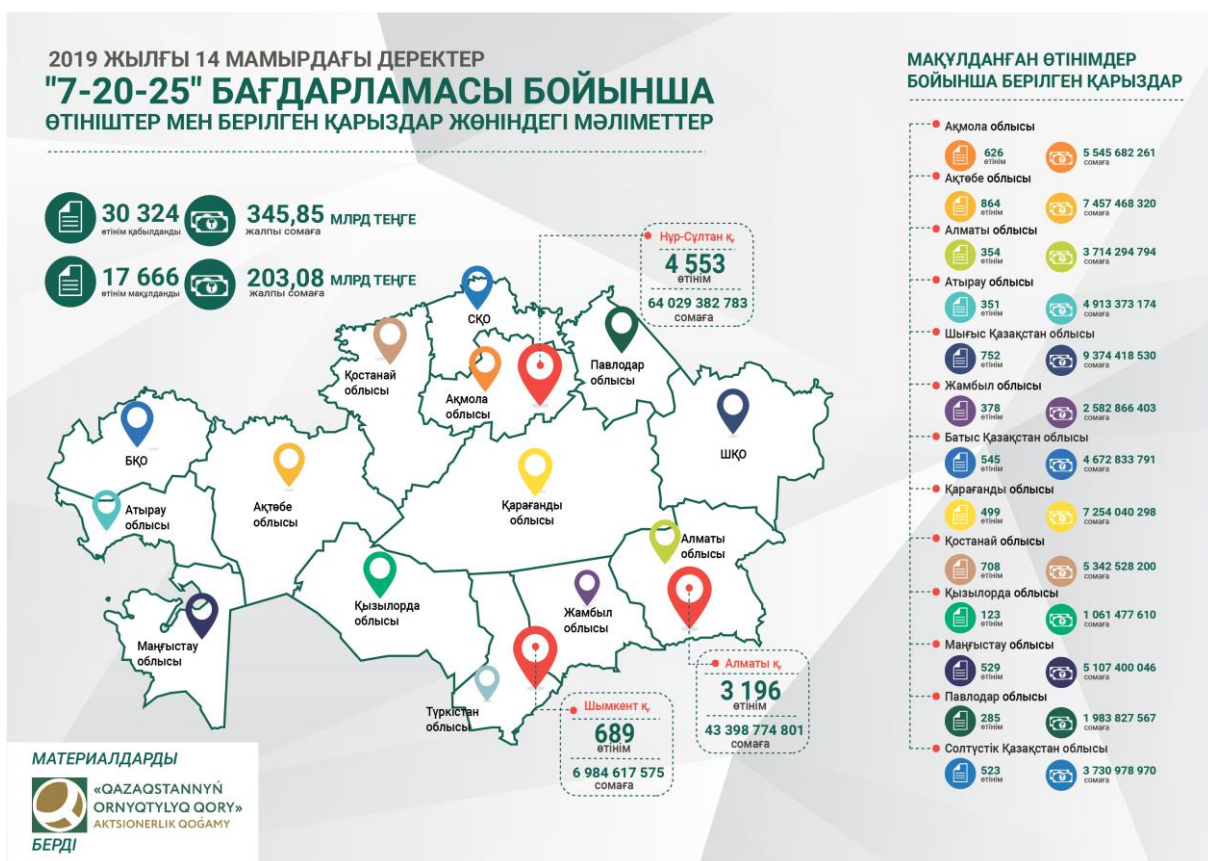 2019 ЖЫЛҒЫ 14 МАМЫРДАҒЫ ДЕРЕКТЕР
"7-20-25" БАҒДАРЛАМАСЫ БОЙЫНША
ӨТІНІШТЕР МЕН БЕРІЛГЕН ҚАРЫЗДАР ЖӨНІНДЕГІ МӘЛІМЕТТЕР
30 324
өтінім қабылданды
345,85 МЛРД ТЕҢГЕ
жалпы сомаға
17 666
өтінім мақұлданды
203,08 МЛРД ТЕҢГЕ
жалпы сомаға
Нұр-Сұлтан қ.
4 553
өтінім
64 029 382 783
сомаға
СҚО
Қостанай
облысы
Ақмола
облысы
Павлодар
облысы
БҚО
Ақтөбе
облысы
Қарағанды
облысы
ШҚО
Атырау
облысы
Алматы
облысы
Қызылорда
облысы
Жамбыл
облысы
Маңғыстау
облысы
Түркістан
облысы
Шымкент қ.
689
өтінім
6 984 617 575
сомаға
Алматы қ.
3 196
өтінім
43 398 774 801
сомаға
МАТЕРИАЛДАРДЫ
«QAZAQSTANNYŃ
ORNYQTYLYQ QORY»
AKTSIONERLIK QOǴAMY
БЕРДІ
МАҚҰЛДАНҒАН ӨТІНІМДЕР
БОЙЫНША БЕРІЛГЕН ҚАРЫЗДАР
Ақмола облысы
626 5 545 682 261
өтінім сомаға
Ақтөбе облысы
864 7 457 468 320
өтінім сомаға
Алматы облысы
354 3 714 294 794
өтінім сомаға
Атырау облысы
351 4 913 373 174
өтінім сомаға
Шығыс Қазақстан облысы
752 9 374 418 530
өтінім сомаға
Жамбыл облысы
378 2 582 866 403
өтінім сомаға
Батыс Қазақстан облысы
545 4 672 833 791
өтінім сомаға
Қарағанды облысы
499 7 254 040 298
өтінім сомаға
Қостанай облысы
708 5 342 528 200
өтінім сомаға
Қызылорда облысы
123 1 061 477 610
өтінім сомаға
Маңғыстау облысы
529 5 107 400 046
өтінім сомаға
Павлодар облысы
285 1 983 827 567
өтінім сомаға
Солтүстік Қазақстан облысы
523 3 730 978 970
өтінім сомаға